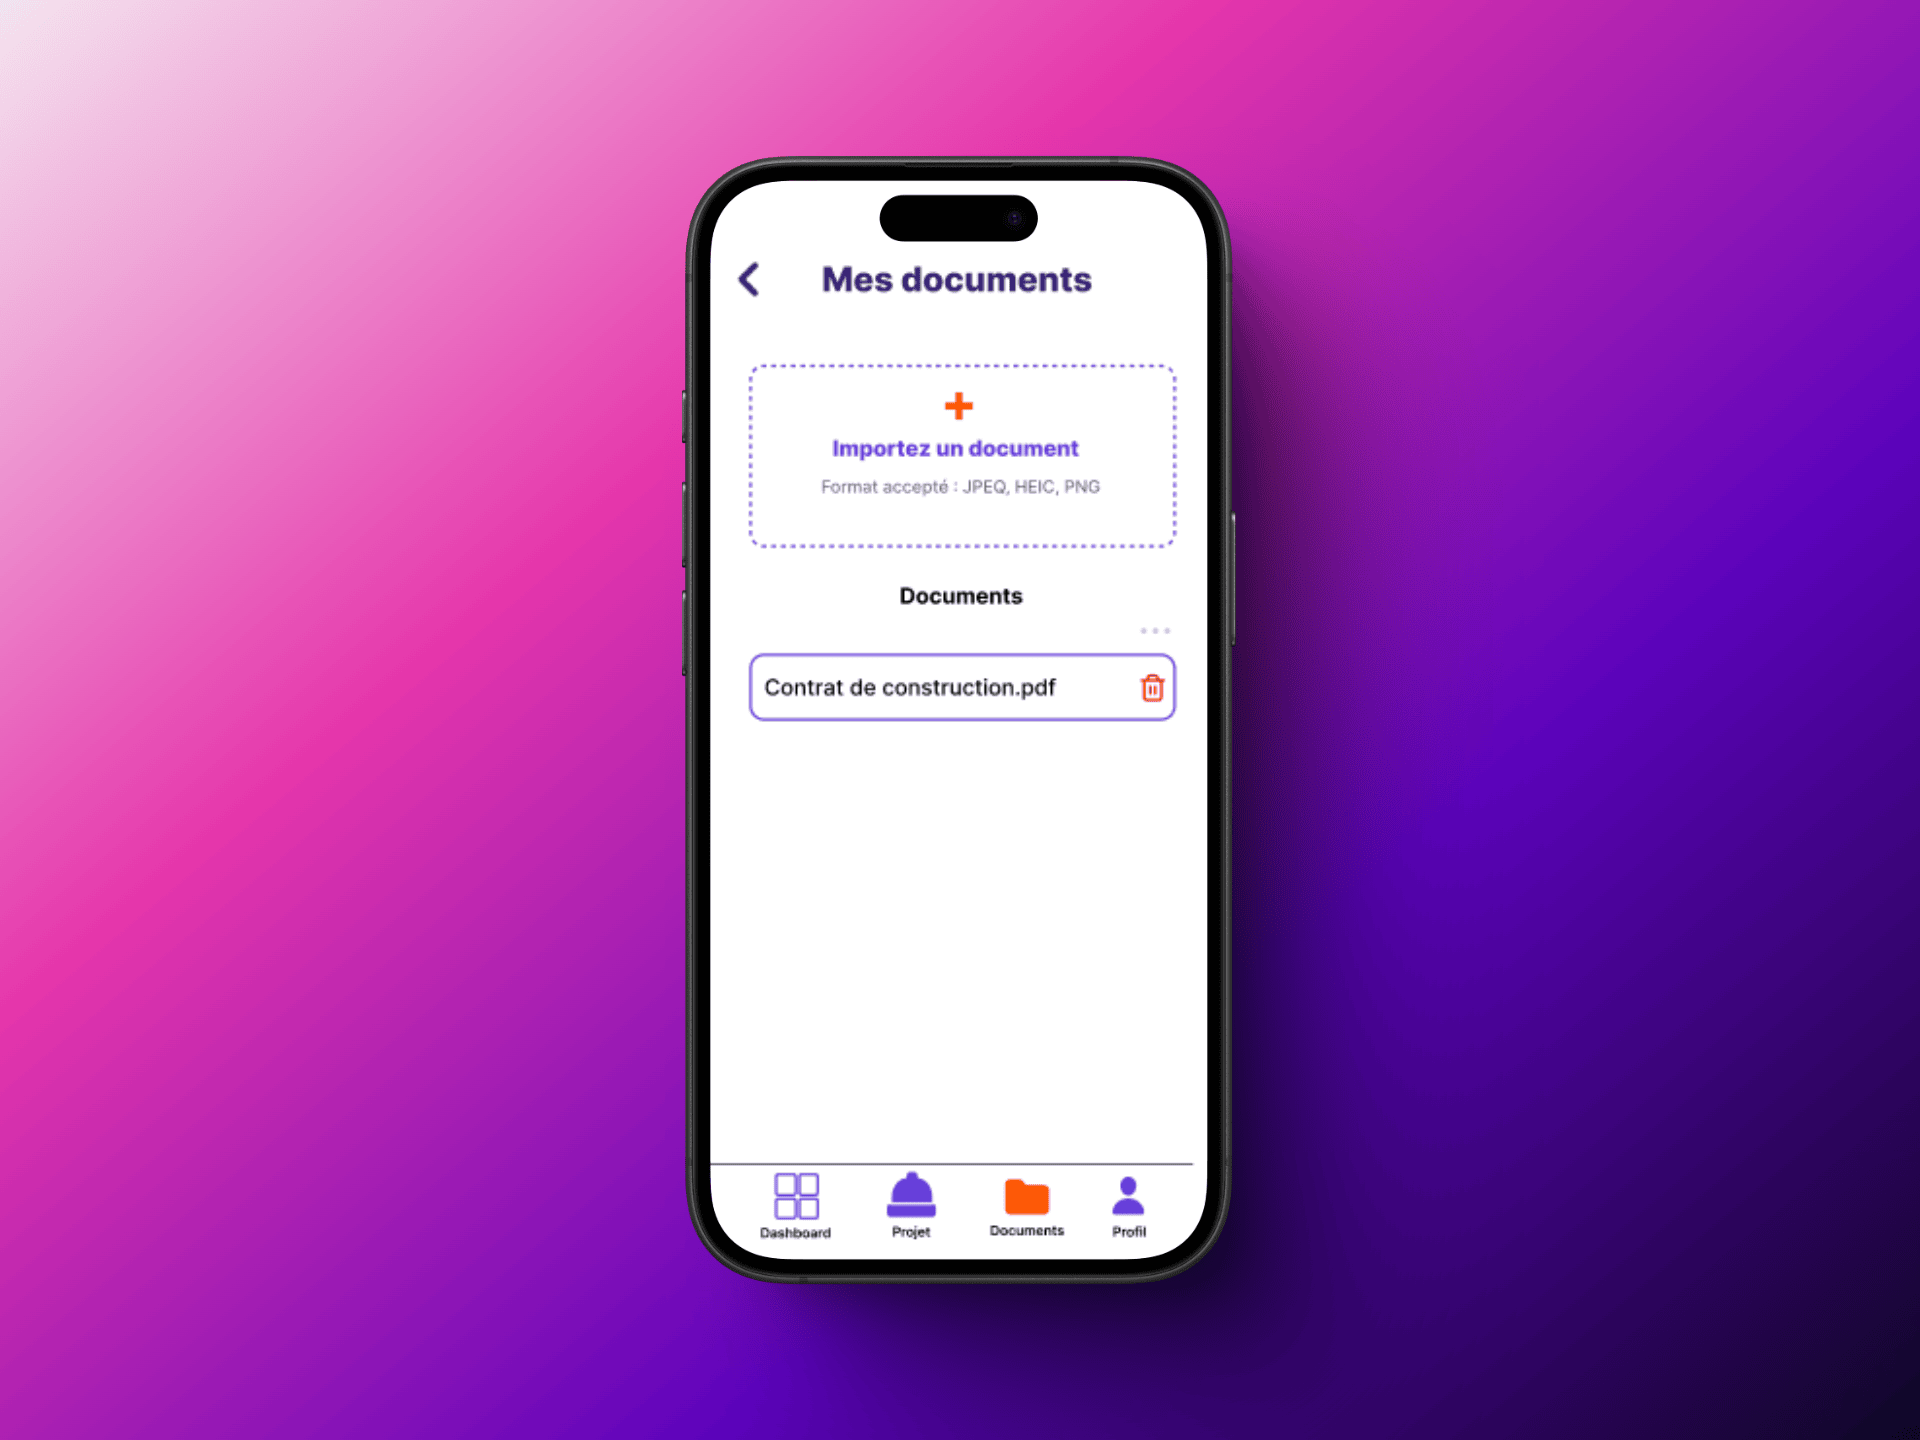 Mes documents
Importez un document
Format accepté : JPEQ, HEIC, PNG
Documents
Contrat de construction.pdf
Dashboard
Projet
Documents
Profil